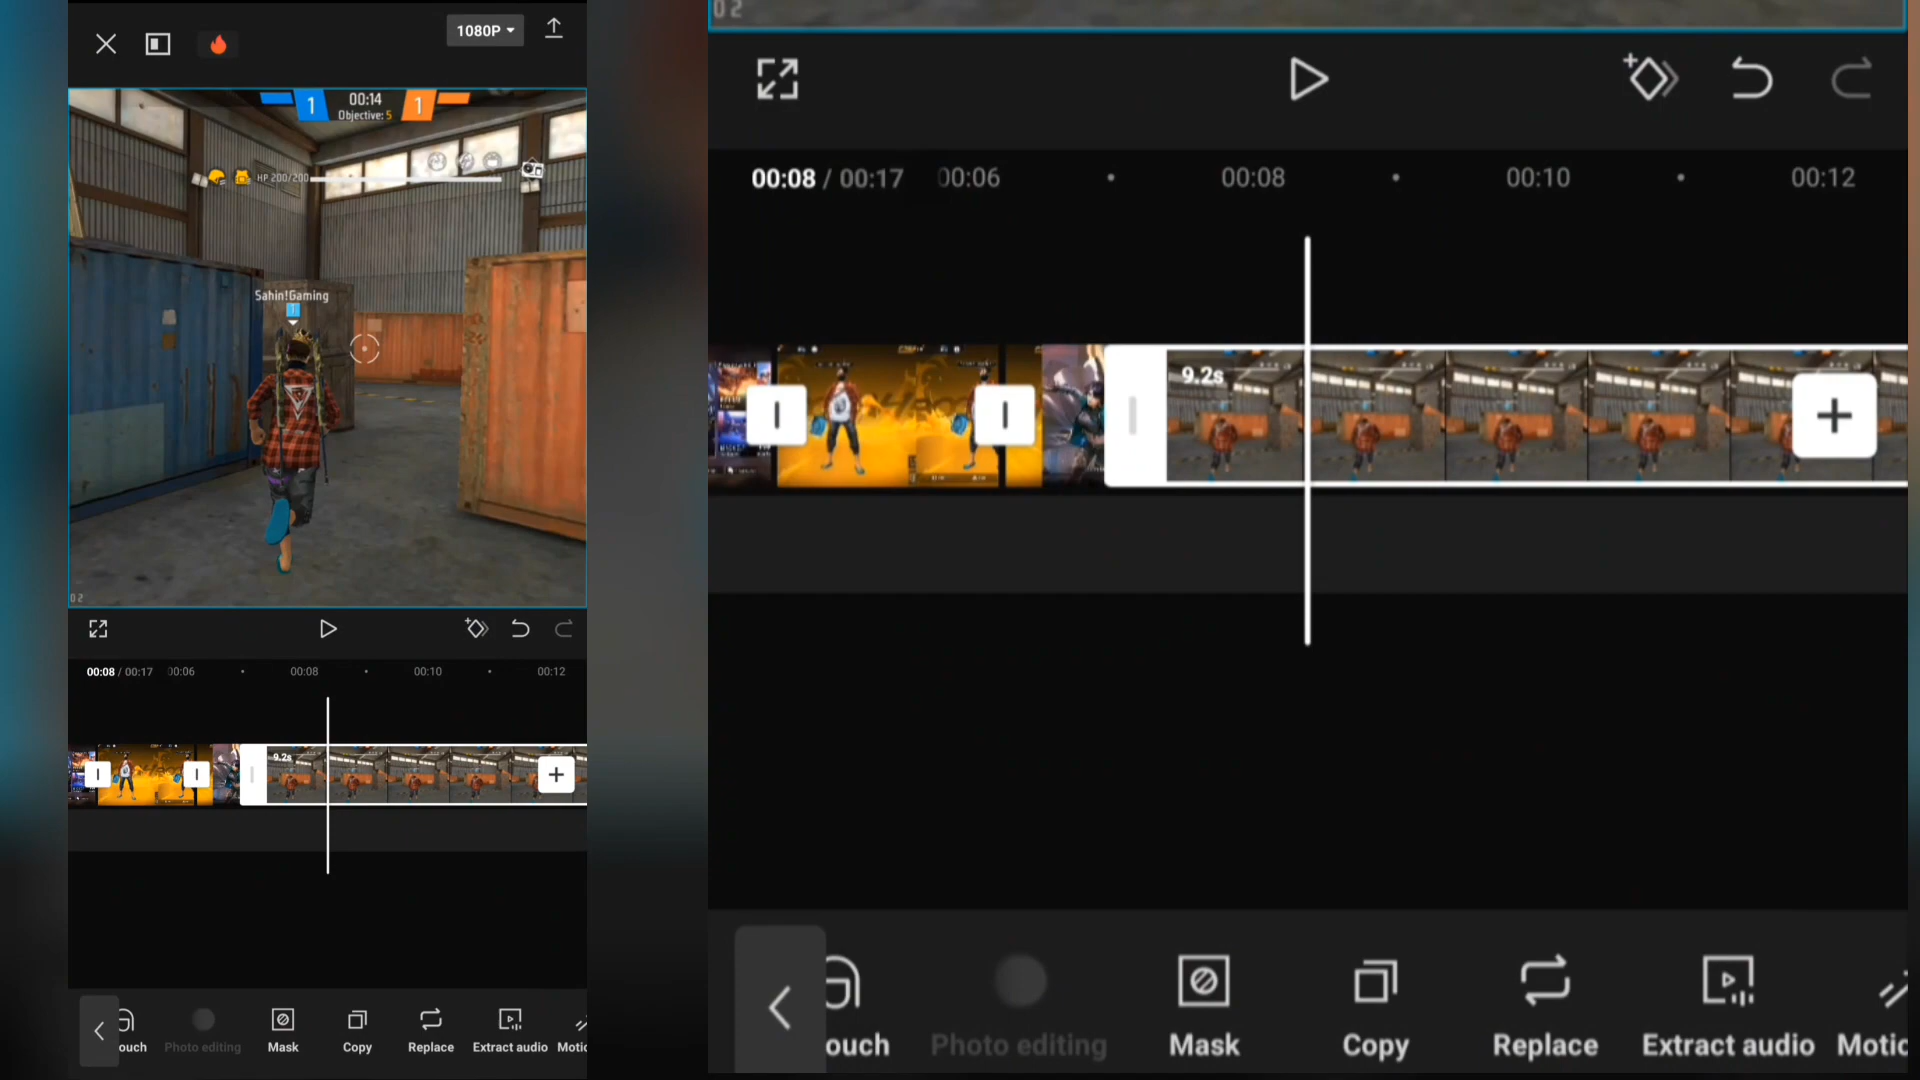 1080P
1 00:14 1
Objective: 5
HP 200/200
Sahin!Gaming
1
02
00:08 / 00:17 00:06 00:08 00:10 00:12
9.2s
ouch Photo editing Mask Copy Replace Extract audio Motic
02
00:08 / 00:17 00:06 00:08 00:10 00:12
9.2s
ouch Photo editing Mask Copy Replace Extract audio Motic